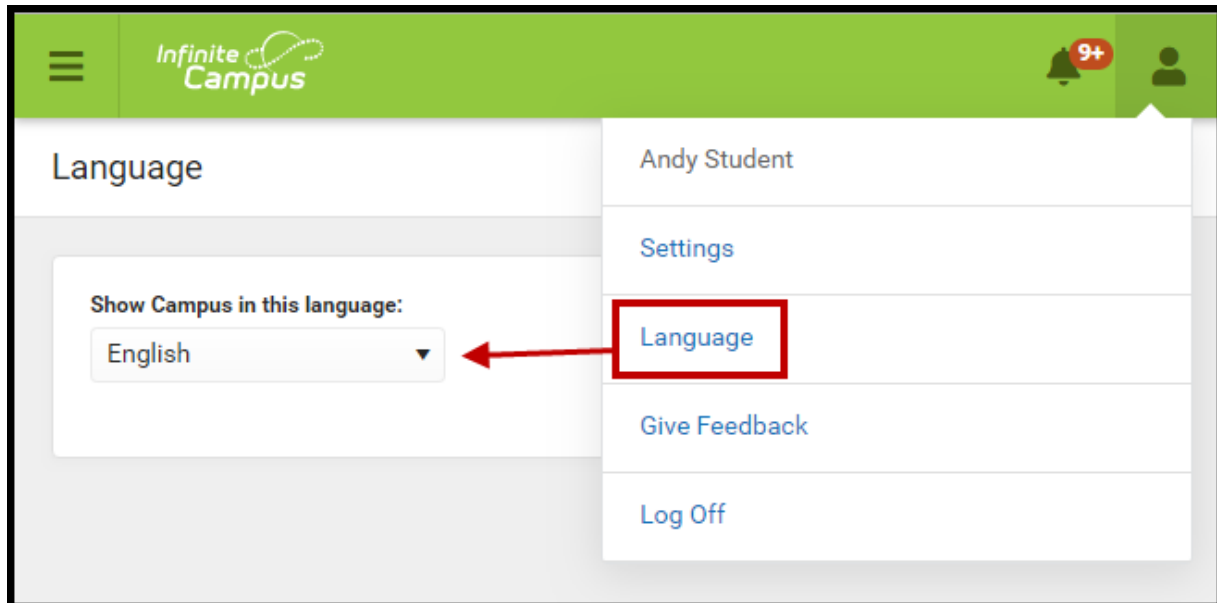 Infinite
Campus
9+
Language
Andy Student
Settings
Show Campus in this language:
English
Language
Give Feedback
Log Off